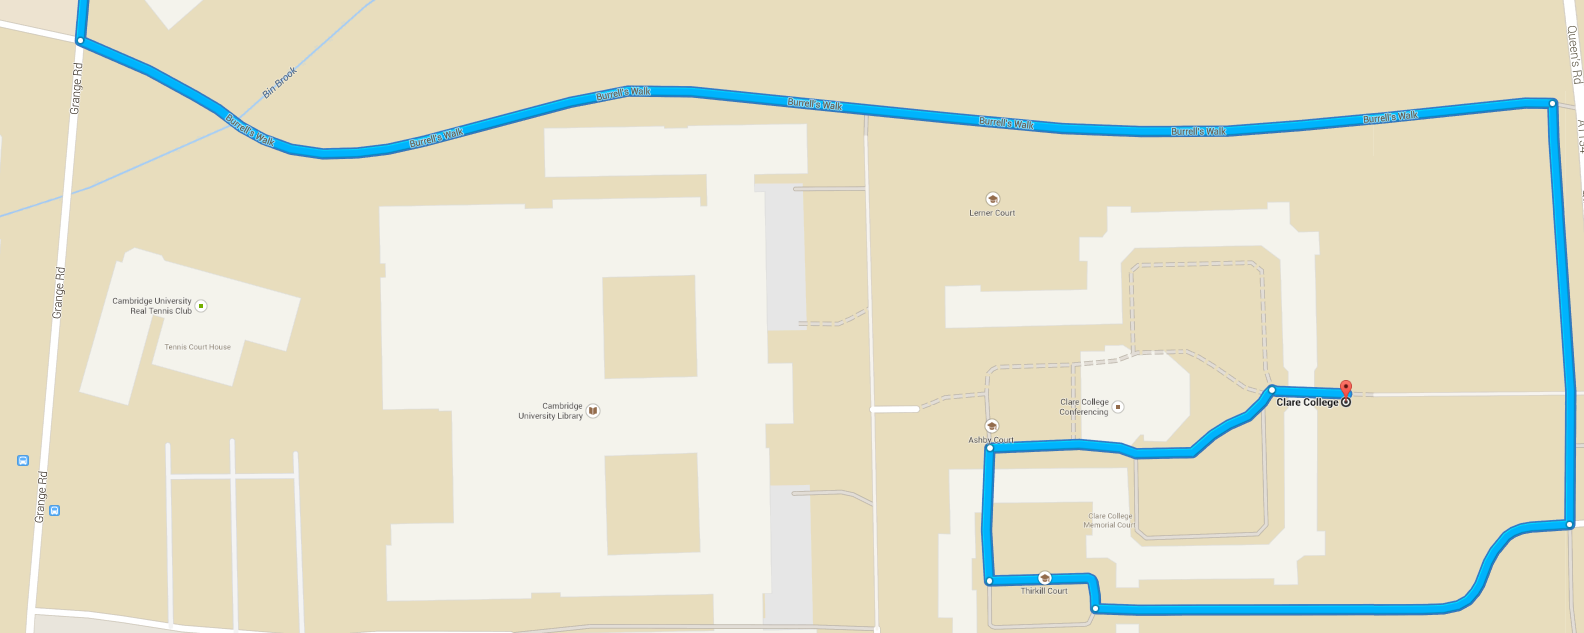 Queen's Rd
Grange Rd
Bin Brook
Burrell's Walk
Burrell's Walk
Burrell's Walk
Burrell's Walk
Burrell's Walk
Burrell's Walk
Burrell's Walk
A1134
Lerner Court
Grange Rd
Cambridge University
Real Tennis Club
Tennis Court House
Cambridge
University Library
Clare College
Conferencing
Clare College
Ashby Court
Grange Rd
Clare College
Memorial Court
Thirkill Court